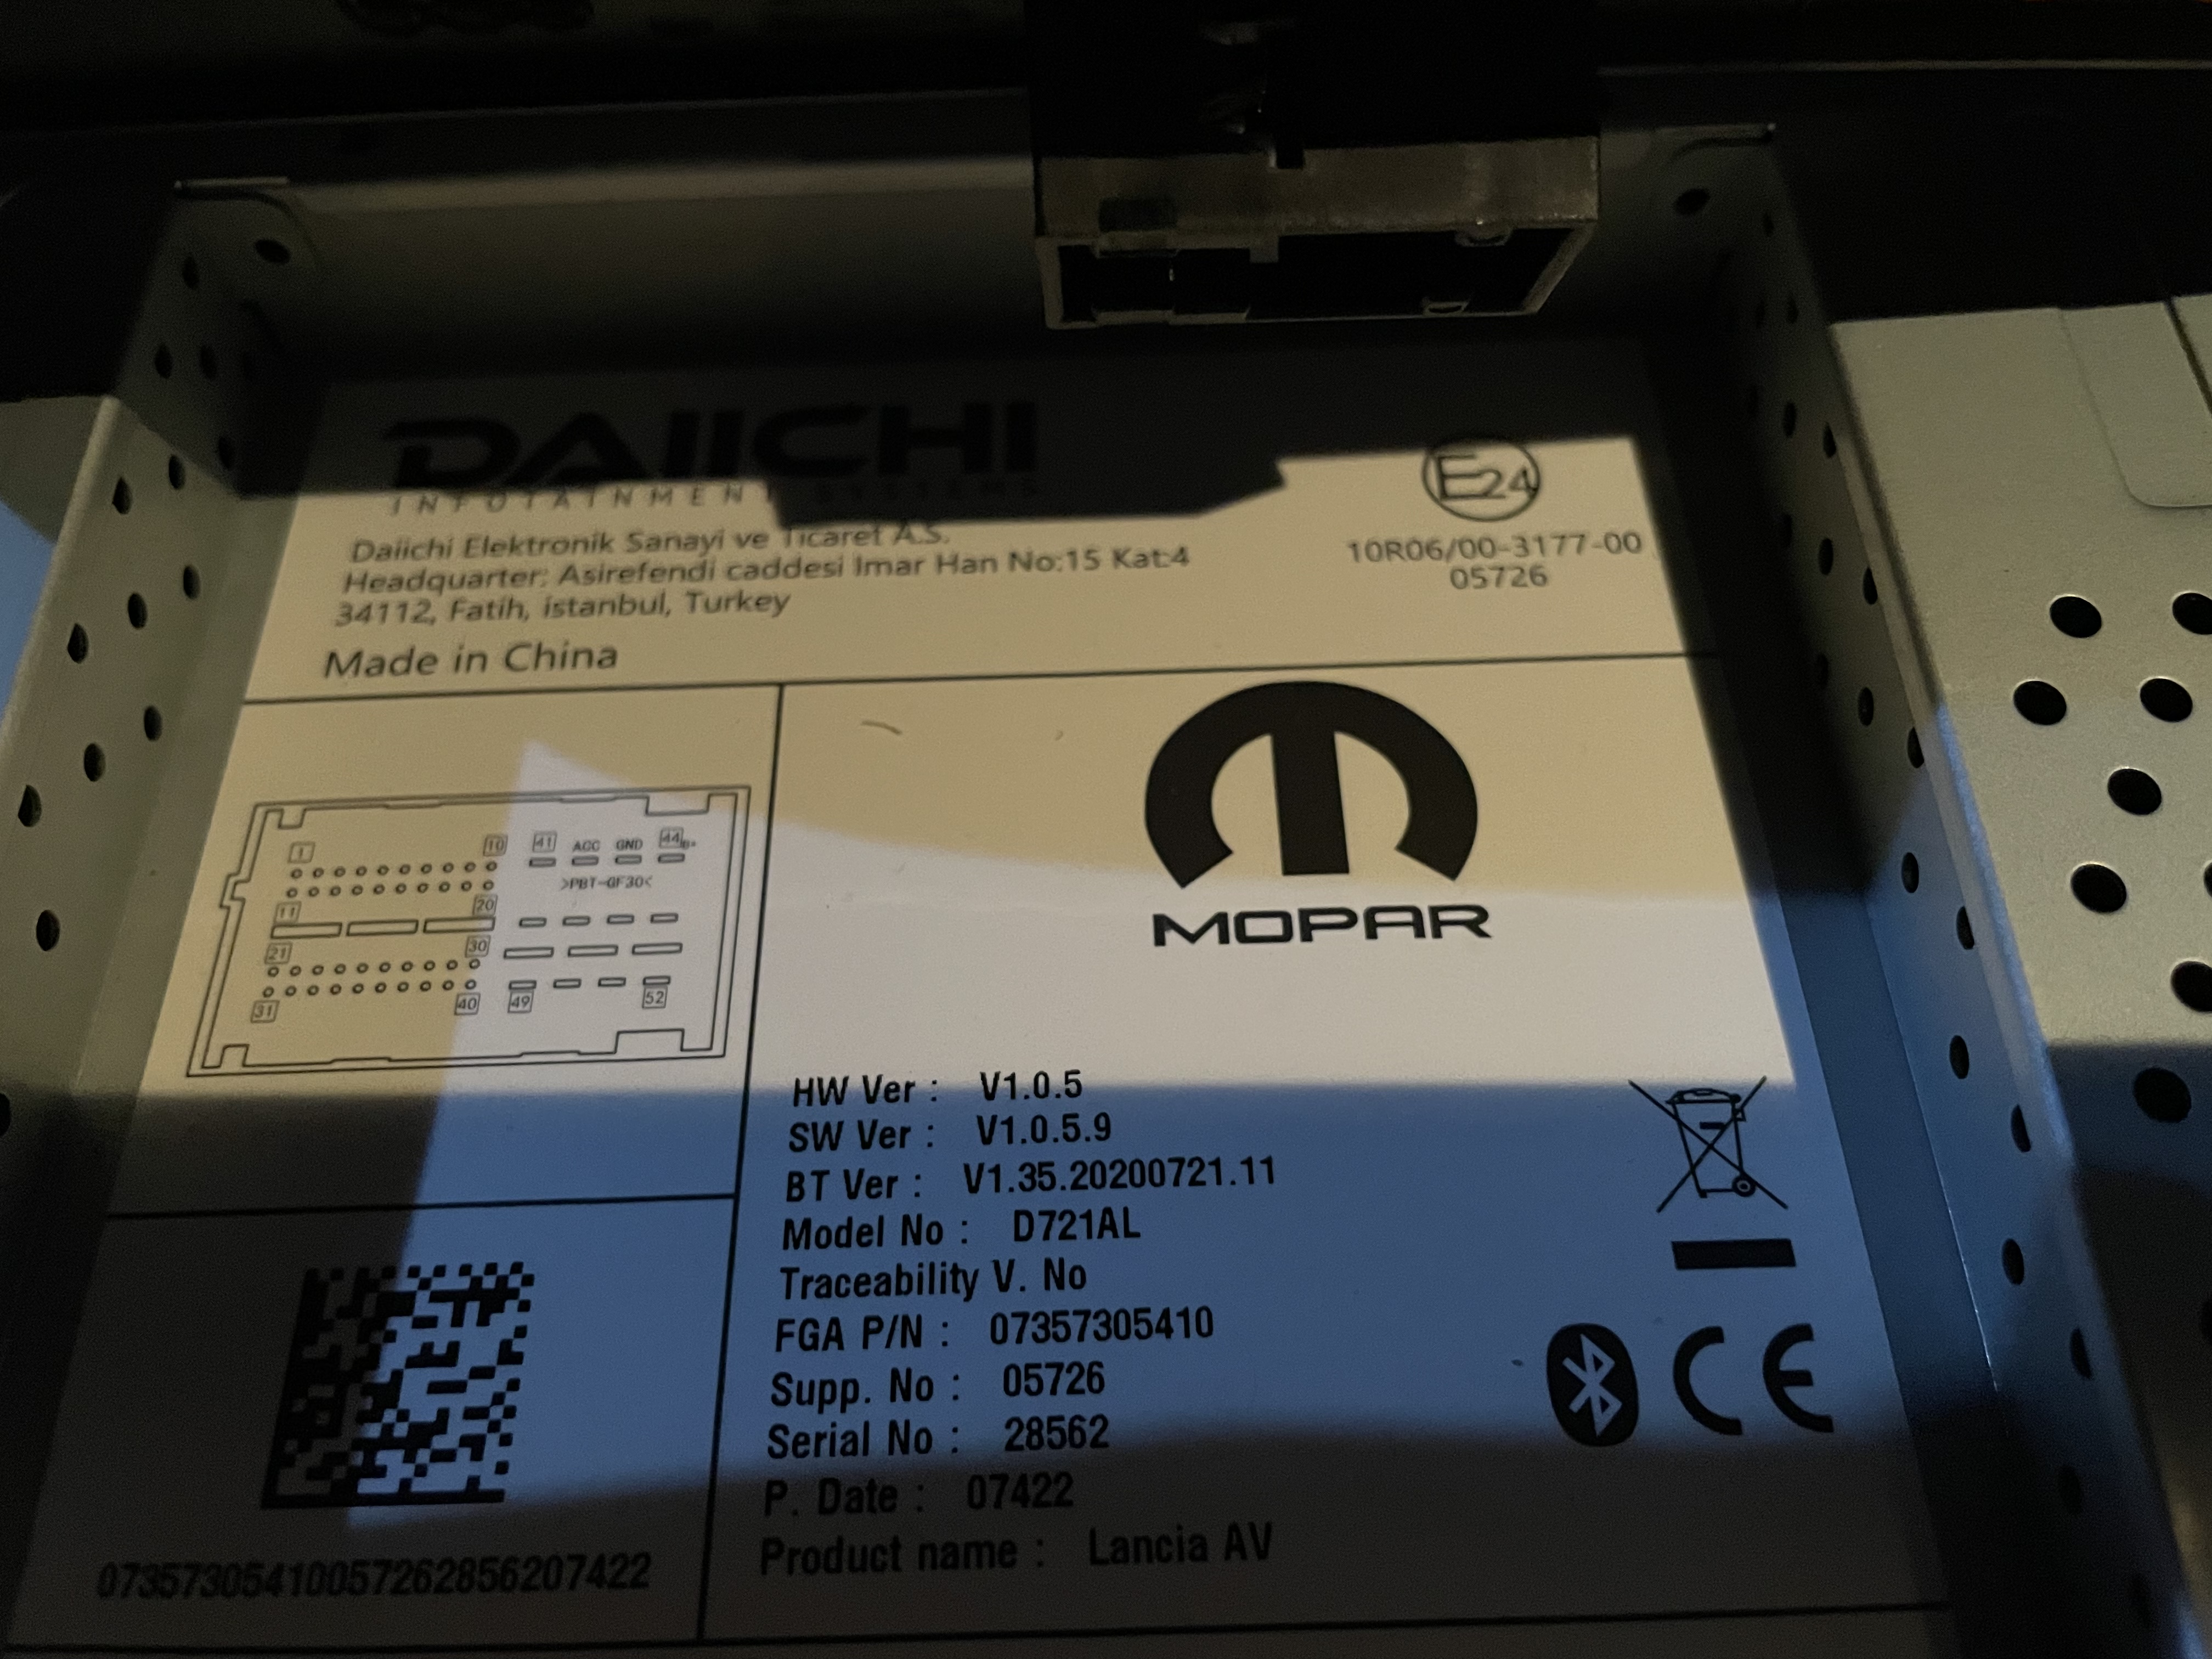 DAIICHI
INFOTAINMENT SYSTEMS
Daiichi Elektronik Sanayi ve Ticaret A.S.
Headquarter: Asirefendi caddesi Imar Han No:15 Kat:4
34112, Fatih, istanbul, Turkey
Made in China
E24
10R06/00-3177-00
05726
1 10 41 ACC GND 44 B+
>PBT-GF30<
11 20
21 30
31 40 49 52
MOPAR
HW Ver : V1.0.5
SW Ver : V1.0.5.9
BT Ver : V1.35.20200721.11
Model No : D721AL
Traceability V. No
FGA P/N : 07357305410
Supp. No : 05726
Serial No : 28562
P. Date : 07422
Product name : Lancia AV
CE
07357305410057262856207422